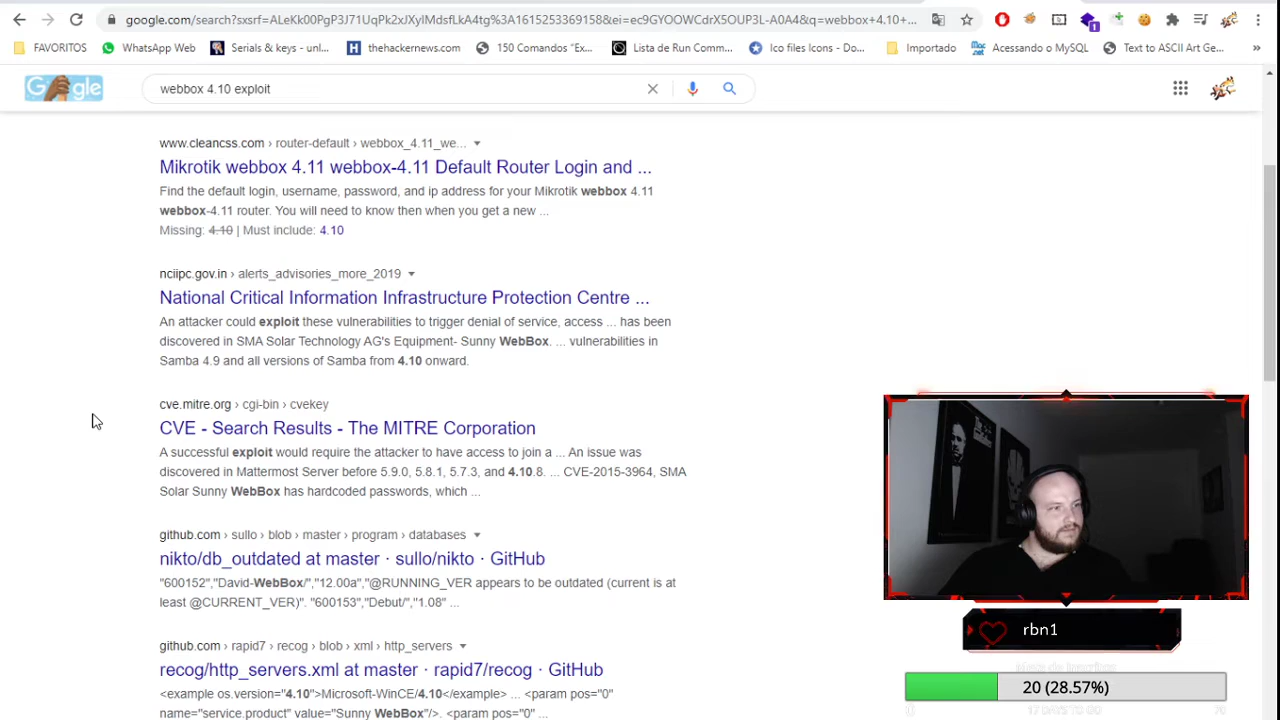 google.com/search?sxsrf=ALeKk00PgP3J71UqPk2xJXyIMdsfLkA4tg%3A1615253369158&ei=ec9GYOOWCdrX5OUP3L-A0A4&q=webbox+4.10+...
FAVORITOS
WhatsApp Web
Serials & keys - unl...
thehackernews.com
150 Comandos "Ex...
Lista de Run Comm...
Ico files Icons - Do...
Importado
Acessando o MySQL
Text to ASCII Art Ge...
»
Google
webbox 4.10 exploit
www.cleancss.com › router-default › webbox_4.11_we...
Mikrotik webbox 4.11 webbox-4.11 Default Router Login and ...
Find the default login, username, password, and ip address for your Mikrotik webbox 4.11
webbox-4.11 router. You will need to know then when you get a new ...
Missing: 4.10 | Must include: 4.10
nciipc.gov.in › alerts_advisories_more_2019
National Critical Information Infrastructure Protection Centre ...
An attacker could exploit these vulnerabilities to trigger denial of service, access ... has been
discovered in SMA Solar Technology AG's Equipment- Sunny WebBox. ... vulnerabilities in
Samba 4.9 and all versions of Samba from 4.10 onward.
cve.mitre.org › cgi-bin › cvekey
CVE - Search Results - The MITRE Corporation
A successful exploit would require the attacker to have access to join a ... An issue was
discovered in Mattermost Server before 5.9.0, 5.8.1, 5.7.3, and 4.10.8. ... CVE-2015-3964, SMA
Solar Sunny WebBox has hardcoded passwords, which ...
github.com › sullo › blob › master › program › databases
nikto/db_outdated at master · sullo/nikto · GitHub
"600152","David-WebBox/","12.00a","@RUNNING_VER appears to be outdated (current is at
least @CURRENT_VER)". "600153","Debut/","1.08" ...
github.com › rapid7 › recog › blob › xml › http_servers
recog/http_servers.xml at master · rapid7/recog · GitHub
<example os.version="4.10">Microsoft-WinCE/4.10</example> ... <param pos="0"
name="service.product" value="Sunny WebBox"/>. <param pos="0" ...
rbn1
Meta de Inscritos
20 (28.57%)
0
70